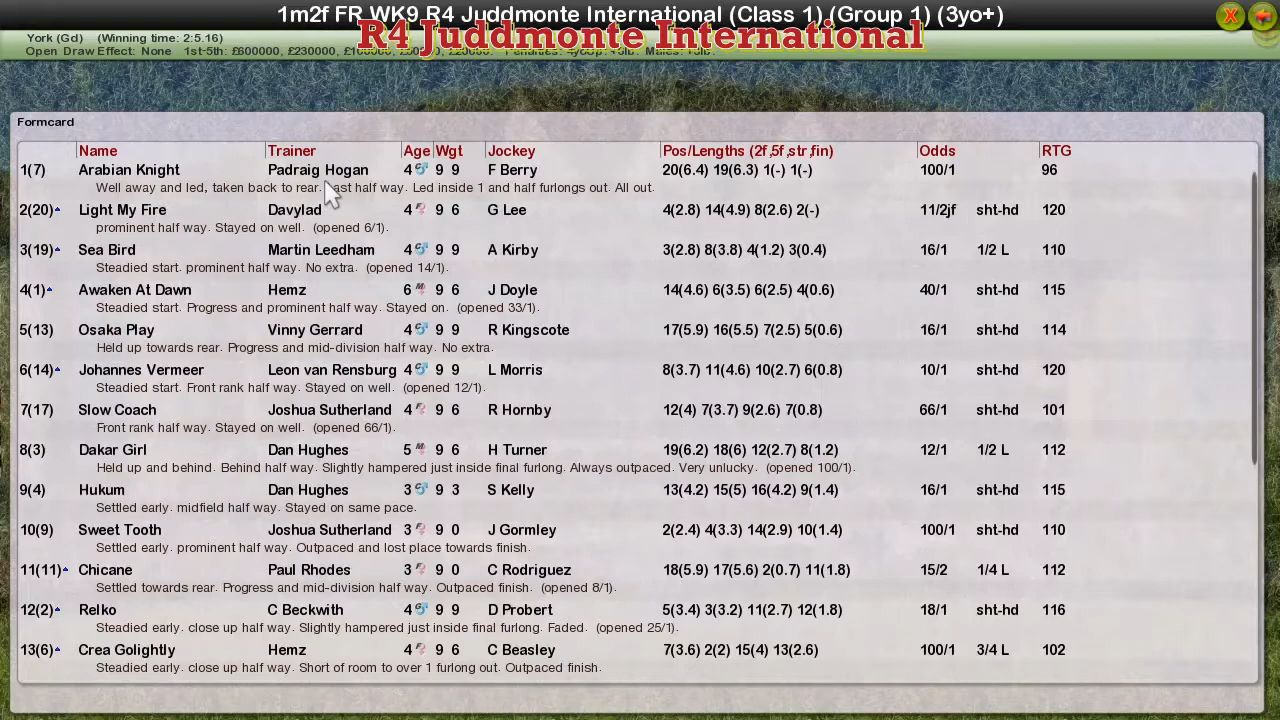 1m2f FR WK9 R4 Juddmonte International (Class 1) (Group 1) (3yo+)
R4 Juddmonte International
York (Gd) (Winning time: 2:5.16)
Open Draw Effect: None 1st-5th: £600000, £230000,
Formcard
Name Trainer Age Wgt Jockey Pos/Lengths (2f,5f,str,fin) Odds RTG
1(7) Arabian Knight Padraig Hogan 4 9 9 F Berry 20(6.4) 19(6.3) 1(-) 1(-) 100/1 96
Well away and led, taken back to rear. Last half way. Led inside 1 and half furlongs out. All out.
2(20) Light My Fire Davylad 4 9 6 G Lee 4(2.8) 14(4.9) 8(2.6) 2(-) 11/2jf sht-hd 120
prominent half way. Stayed on well. (opened 6/1).
3(19) Sea Bird Martin Leedham 4 9 9 A Kirby 3(2.8) 8(3.8) 4(1.2) 3(0.4) 16/1 1/2 L 110
Steadied start. prominent half way. No extra. (opened 14/1).
4(1) Awaken At Dawn Hemz 6 9 6 J Doyle 14(4.6) 6(3.5) 6(2.5) 4(0.6) 40/1 sht-hd 115
Steadied start. Progress and prominent half way. Stayed on. (opened 33/1).
5(13) Osaka Play Vinny Gerrard 4 9 9 R Kingscote 17(5.9) 16(5.5) 7(2.5) 5(0.6) 16/1 sht-hd 114
Held up towards rear. Progress and mid-division half way. No extra.
6(14) Johannes Vermeer Leon van Rensburg 4 9 9 L Morris 8(3.7) 11(4.6) 10(2.7) 6(0.8) 10/1 sht-hd 120
Steadied start. Front rank half way. Stayed on well. (opened 12/1).
7(17) Slow Coach Joshua Sutherland 4 9 6 R Hornby 12(4) 7(3.7) 9(2.6) 7(0.8) 66/1 sht-hd 101
Front rank half way. Stayed on well. (opened 66/1).
8(3) Dakar Girl Dan Hughes 5 9 6 H Turner 19(6.2) 18(6) 12(2.7) 8(1.2) 12/1 1/2 L 112
Held up and behind. Behind half way. Slightly hampered just inside final furlong. Always outpaced. Very unlucky. (opened 100/1).
9(4) Hukum Dan Hughes 3 9 3 S Kelly 13(4.2) 15(5) 16(4.2) 9(1.4) 16/1 sht-hd 115
Settled early. midfield half way. Stayed on same pace.
10(9) Sweet Tooth Joshua Sutherland 3 9 0 J Gormley 2(2.4) 4(3.3) 14(2.9) 10(1.4) 100/1 sht-hd 110
Settled early. prominent half way. Outpaced and lost place towards finish.
11(11) Chicane Paul Rhodes 3 9 0 C Rodriguez 18(5.9) 17(5.6) 2(0.7) 11(1.8) 15/2 1/4 L 112
Settled towards rear. Progress and mid-division half way. Outpaced finish. (opened 8/1).
12(2) Relko C Beckwith 4 9 9 D Probert 5(3.4) 3(3.2) 11(2.7) 12(1.8) 18/1 sht-hd 116
Steadied early. close up half way. Slightly hampered just inside final furlong. Faded. (opened 25/1).
13(6) Crea Golightly Hemz 4 9 6 C Beasley 7(3.6) 2(2) 15(4) 13(2.6) 100/1 3/4 L 102
Steadied early. close up half way. Short of room to over 1 furlong out. Outpaced finish.